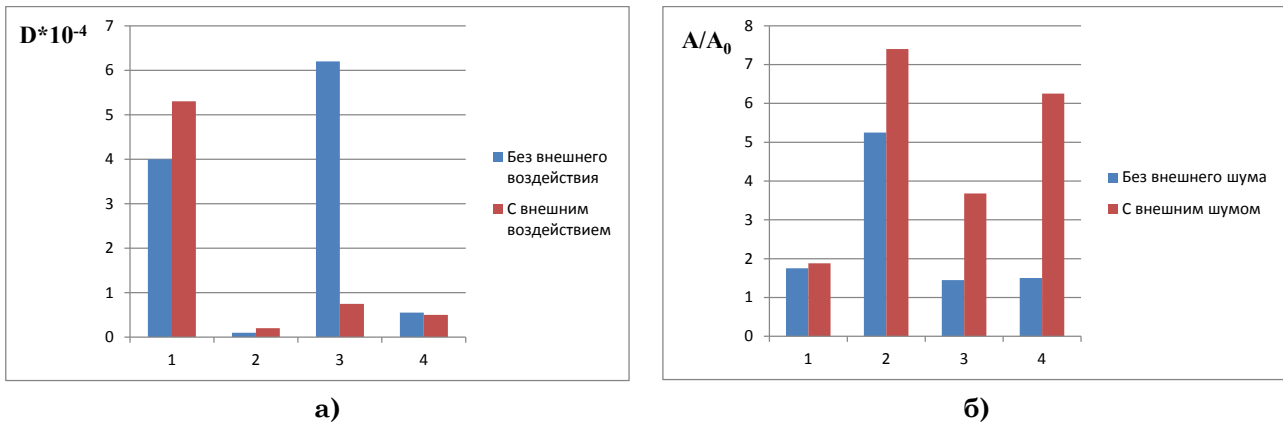 D*10⁻⁴
7
6
5
4
3
2
1
0
1 2 3 4
Без внешнего
воздействия
С внешним
воздействием
а)
A/A₀
8
7
6
5
4
3
2
1
0
1 2 3 4
Без внешнего шума
С внешним шумом
б)